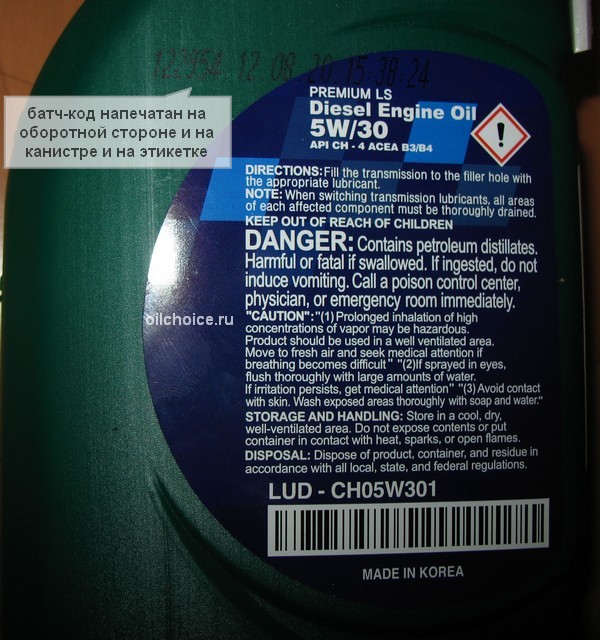 122954 12 08 20 15:38:24
батч-код напечатан на
оборотной стороне и на
канистре и на этикетке
PREMIUM LS
Diesel Engine Oil
5W/30
API CH - 4 ACEA B3/B4
DIRECTIONS: Fill the transmission to the filler hole with
the appropriate lubricant.
NOTE: When switching transmission lubricants, all areas
of each affected component must be thoroughly drained.
KEEP OUT OF REACH OF CHILDREN
DANGER: Contains petroleum distillates.
Harmful or fatal if swallowed. If ingested, do not
induce vomiting. Call a poison control center,
physician, or emergency room immediately.
"CAUTION": "(1) Prolonged inhalation of high
concentrations of vapor may be hazardous.
Product should be used in a well ventilated area.
Move to fresh air and seek medical attention if
breathing becomes difficult" "(2)If sprayed in eyes,
flush thoroughly with large amounts of water.
If irritation persists, get medical attention" "(3) Avoid contact
with skin. Wash exposed areas thoroughly with soap and water."
STORAGE AND HANDLING: Store in a cool, dry,
well-ventilated area. Do not expose contents or put
container in contact with heat, sparks, or open flames.
DISPOSAL: Dispose of product, container, and residue in
accordance with all local, state, and federal regulations.
LUD - CH05W301
MADE IN KOREA
oilchoice.ru